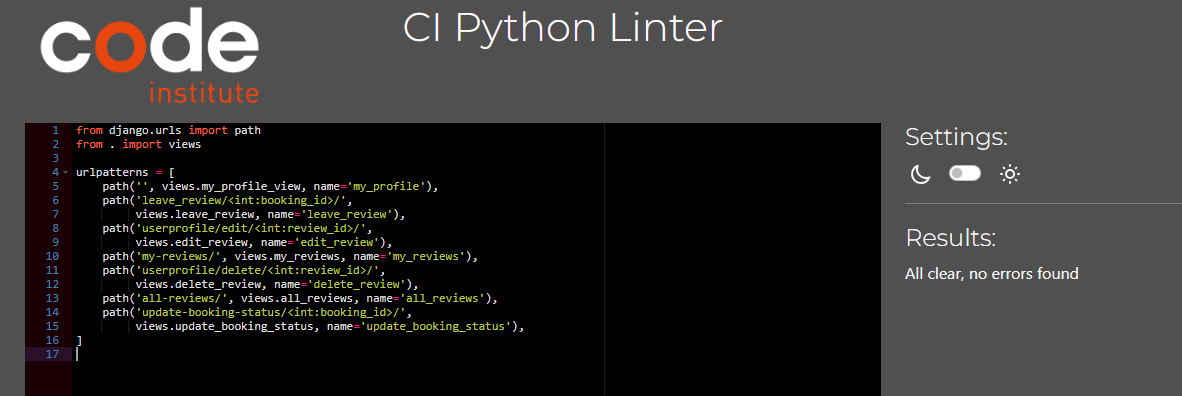 code
institute
CI Python Linter
1 from django.urls import path
2 from . import views
3
4 urlpatterns = [
5     path('', views.my_profile_view, name='my_profile'),
6     path('leave_review/<int:booking_id>/',
7          views.leave_review, name='leave_review'),
8     path('userprofile/edit/<int:review_id>/',
9          views.edit_review, name='edit_review'),
10     path('my-reviews/', views.my_reviews, name='my_reviews'),
11     path('userprofile/delete/<int:review_id>/',
12          views.delete_review, name='delete_review'),
13     path('all-reviews/', views.all_reviews, name='all_reviews'),
14     path('update-booking-status/<int:booking_id>/',
15          views.update_booking_status, name='update_booking_status'),
16 ]
17
Settings:
Results:
All clear, no errors found